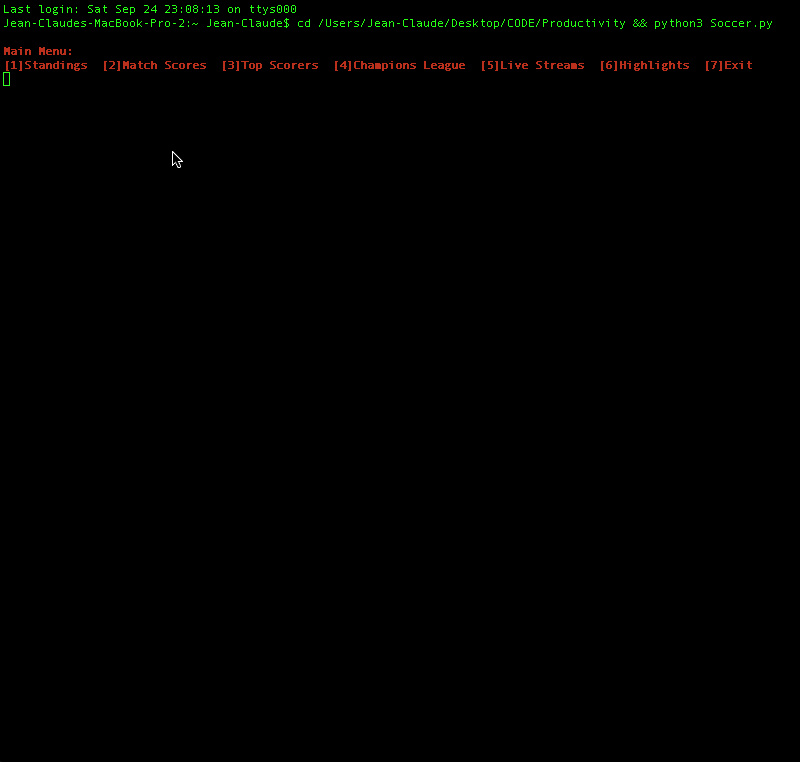 Last login: Sat Sep 24 23:08:13 on ttys000
Jean-Claudes-MacBook-Pro-2:~ Jean-Claude$ cd /Users/Jean-Claude/Desktop/CODE/Productivity && python3 Soccer.py
Main Menu:
[1]Standings  [2]Match Scores  [3]Top Scorers  [4]Champions League  [5]Live Streams  [6]Highlights  [7]Exit